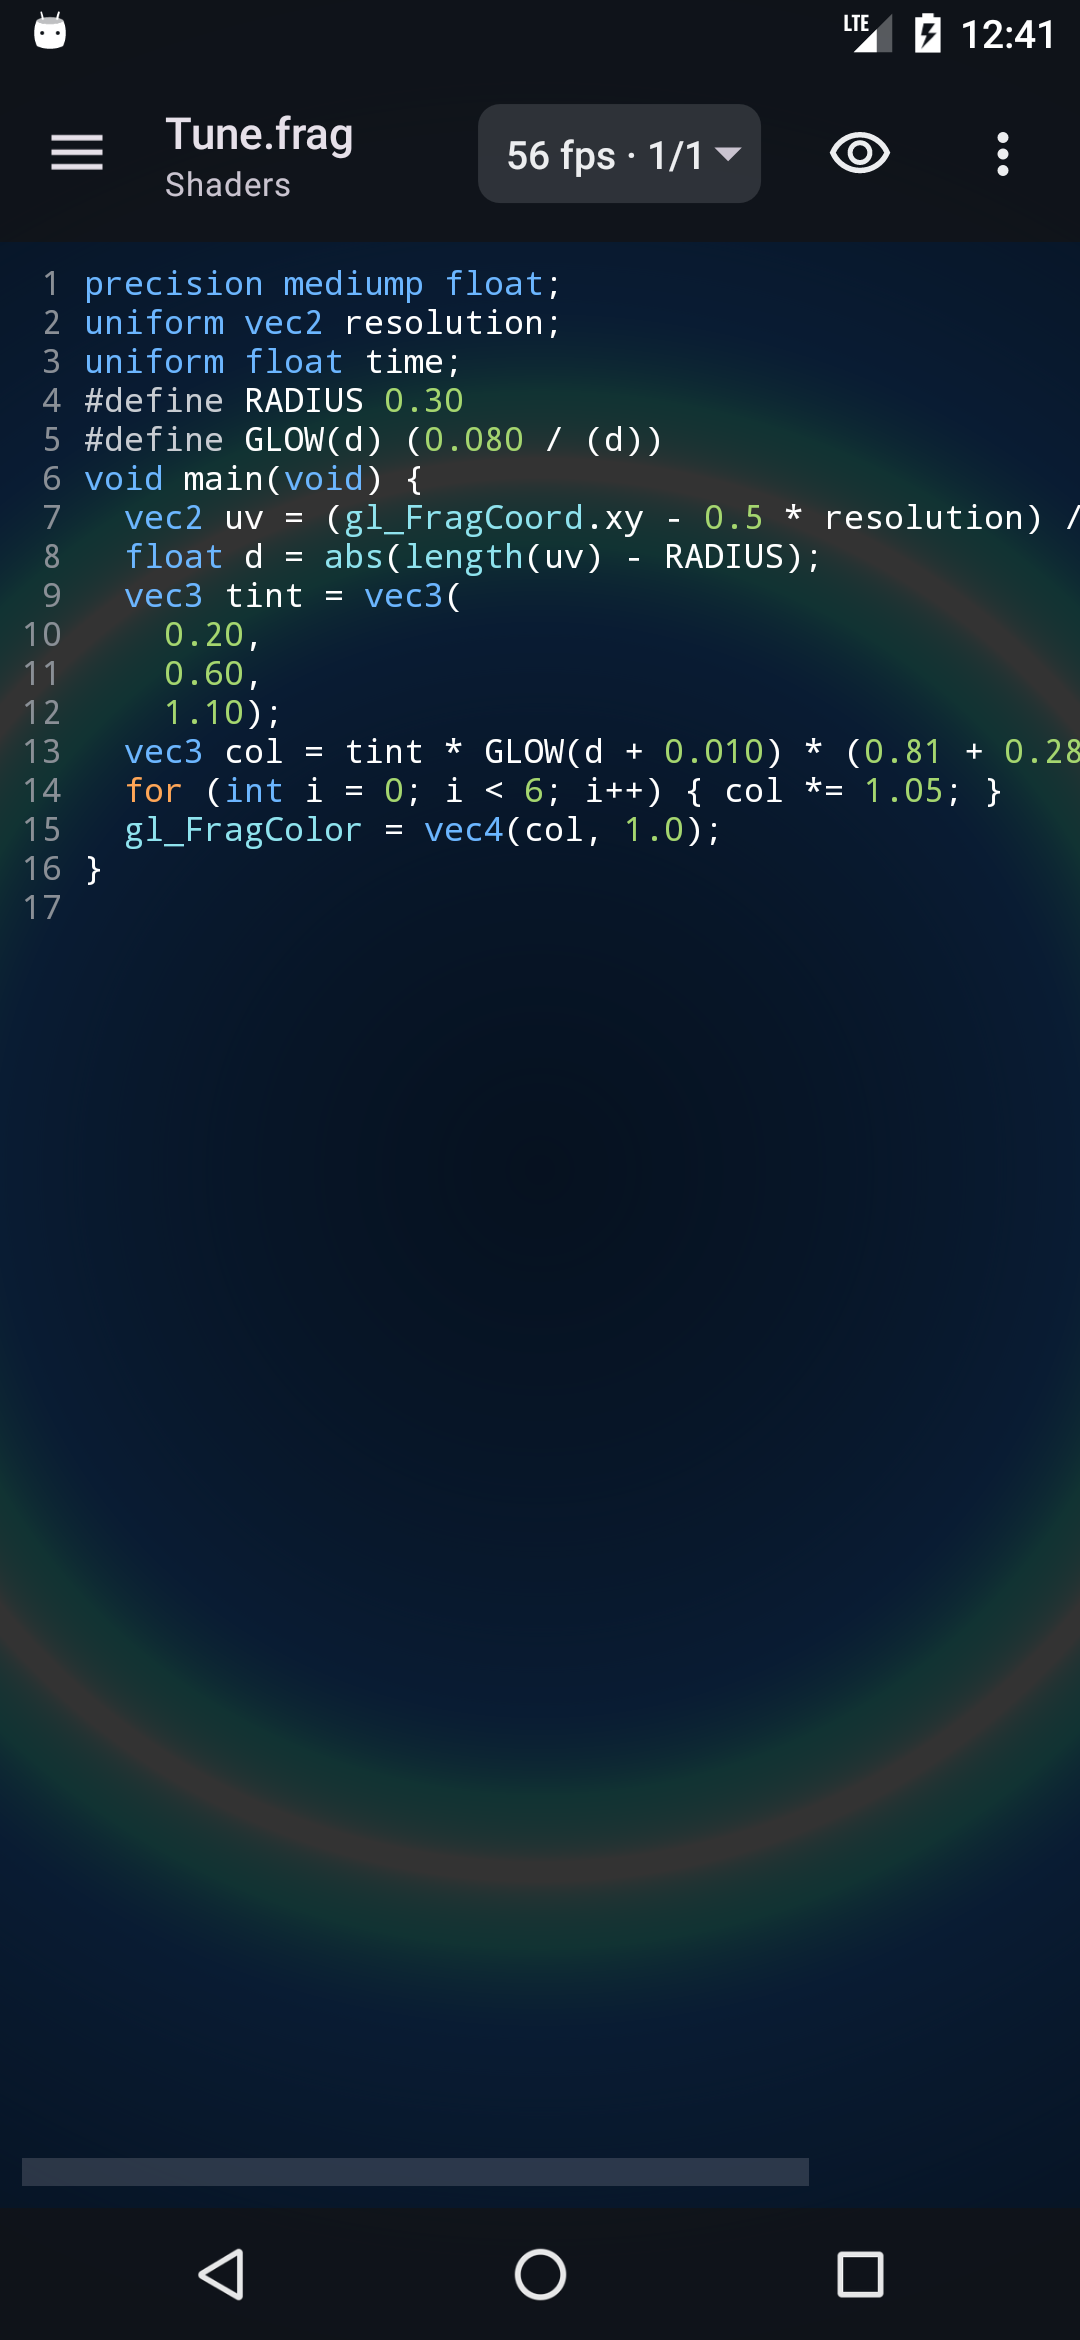 LTE 12:41
Tune.frag
Shaders
56 fps · 1/1
1 precision mediump float;
2 uniform vec2 resolution;
3 uniform float time;
4 #define RADIUS 0.30
5 #define GLOW(d) (0.080 / (d))
6 void main(void) {
7 vec2 uv = (gl_FragCoord.xy - 0.5 * resolution) /
8 float d = abs(length(uv) - RADIUS);
9 vec3 tint = vec3(
10 0.20,
11 0.60,
12 1.10);
13 vec3 col = tint * GLOW(d + 0.010) * (0.81 + 0.28
14 for (int i = 0; i < 6; i++) { col *= 1.05; }
15 gl_FragColor = vec4(col, 1.0);
16 }
17